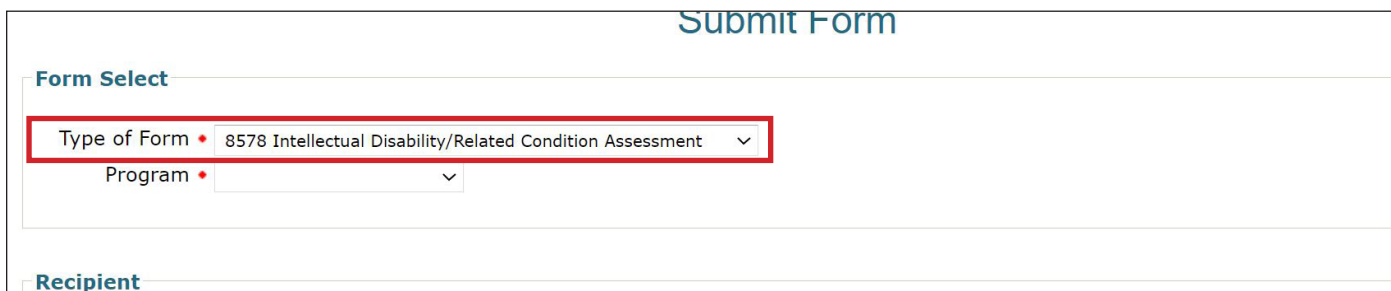 Submit Form
Form Select
Type of Form 8578 Intellectual Disability/Related Condition Assessment
Program
Recipient